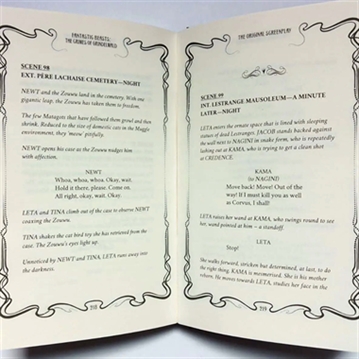 FANTASTIC BEASTS:
THE CRIMES OF GRINDELWALD
SCENE 98
EXT. PÈRE LACHAISE CEMETERY—NIGHT
NEWT and the Zouwu land in the cemetery. With one
gigantic leap, the Zouwu has taken them to freedom.
The few Matagots that have followed them growl and then
shrink. Reduced to the size of domestic cats in the Muggle
environment, they 'meow' pitifully.
NEWT opens his case as the Zouwu nudges him
with affection.
NEWT
Whoa, whoa, whoa. Okay, wait.
Hold it there, please. Come on.
All right, okay, wait. Okay.
LETA and TINA climb out of the case to observe NEWT
coaxing the Zouwu.
TINA shakes the cat bird toy she has retrieved from the
case. The Zouwu's eyes light up.
Unnoticed by NEWT and TINA, LETA runs away into
the darkness.
THE ORIGINAL SCREENPLAY
SCENE 99
INT. LESTRANGE MAUSOLEUM—A MINUTE
LATER—NIGHT
LETA enters the ornate space that is lined with sleeping
statues of dead Lestranges. JACOB stands backed against
the wall next to NAGINI in snake form, who is repeatedly
lashing out at KAMA, who is trying to get a clean shot
at CREDENCE.
KAMA
(to NAGINI)
Move back! Move! Out of the
way! If I must kill you as well
as Corvus, I shall!
LETA raises her wand at KAMA, who swings round to see
her, wand pointed at him — a standoff.
LETA
Stop!
She walks forward, stricken but determined, at last, to do
the right thing. KAMA is mesmerised. She is his mother
reborn. He moves towards LETA, studies her face in the